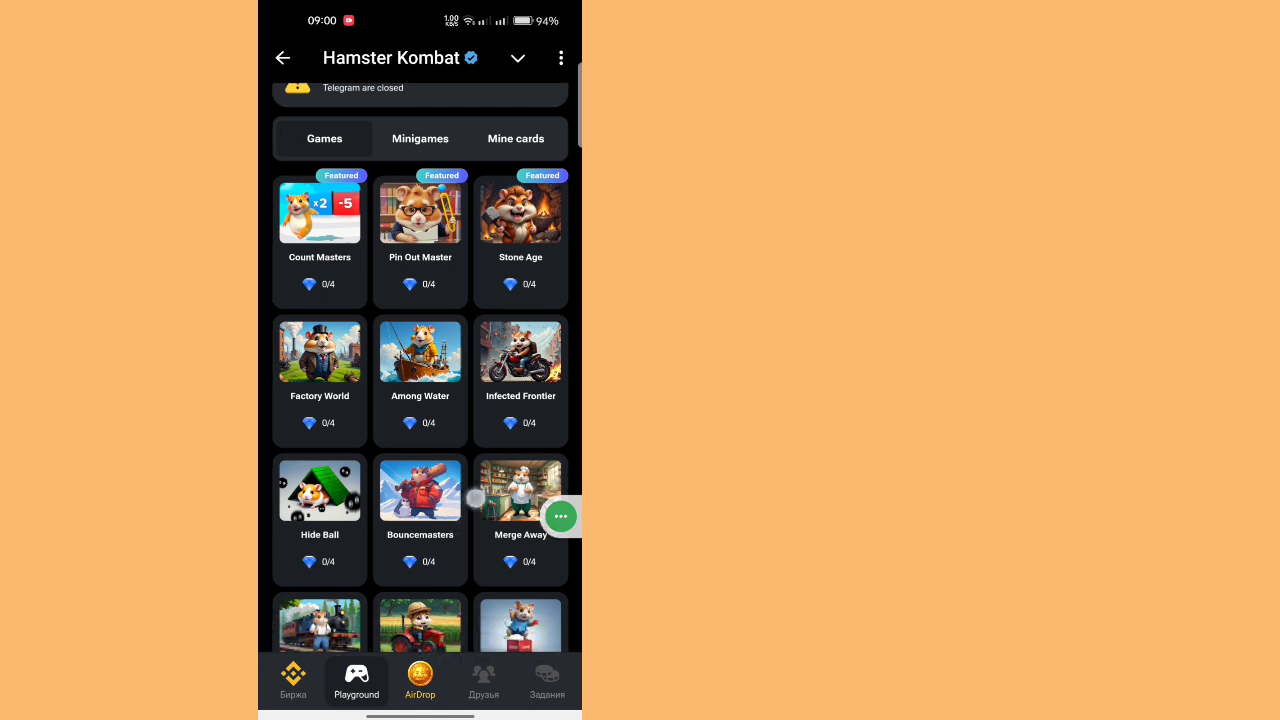 09:00 1.00 KB/S 94%
Hamster Kombat
Telegram are closed
Games Minigames Mine cards
Featured Featured Featured
x2 -5
Count Masters Pin Out Master Stone Age
0/4 0/4 0/4
Factory World Among Water Infected Frontier
0/4 0/4 0/4
Hide Ball Bouncemasters Merge Away
0/4 0/4 0/4
Биржа Playground AirDrop Друзья Задания